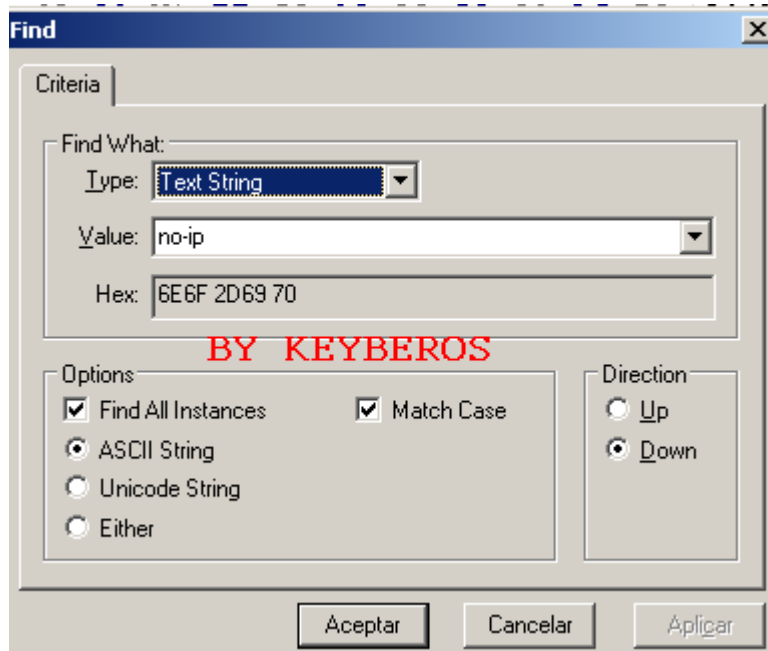 Find
Criteria
Find What:
Type: Text String
Value: no-ip
Hex: 6E6F 2D69 70
BY KEYBEROS
Options
Direction
Find All Instances
Match Case
Up
ASCII String
Down
Unicode String
Either
Aceptar
Cancelar
Aplicar